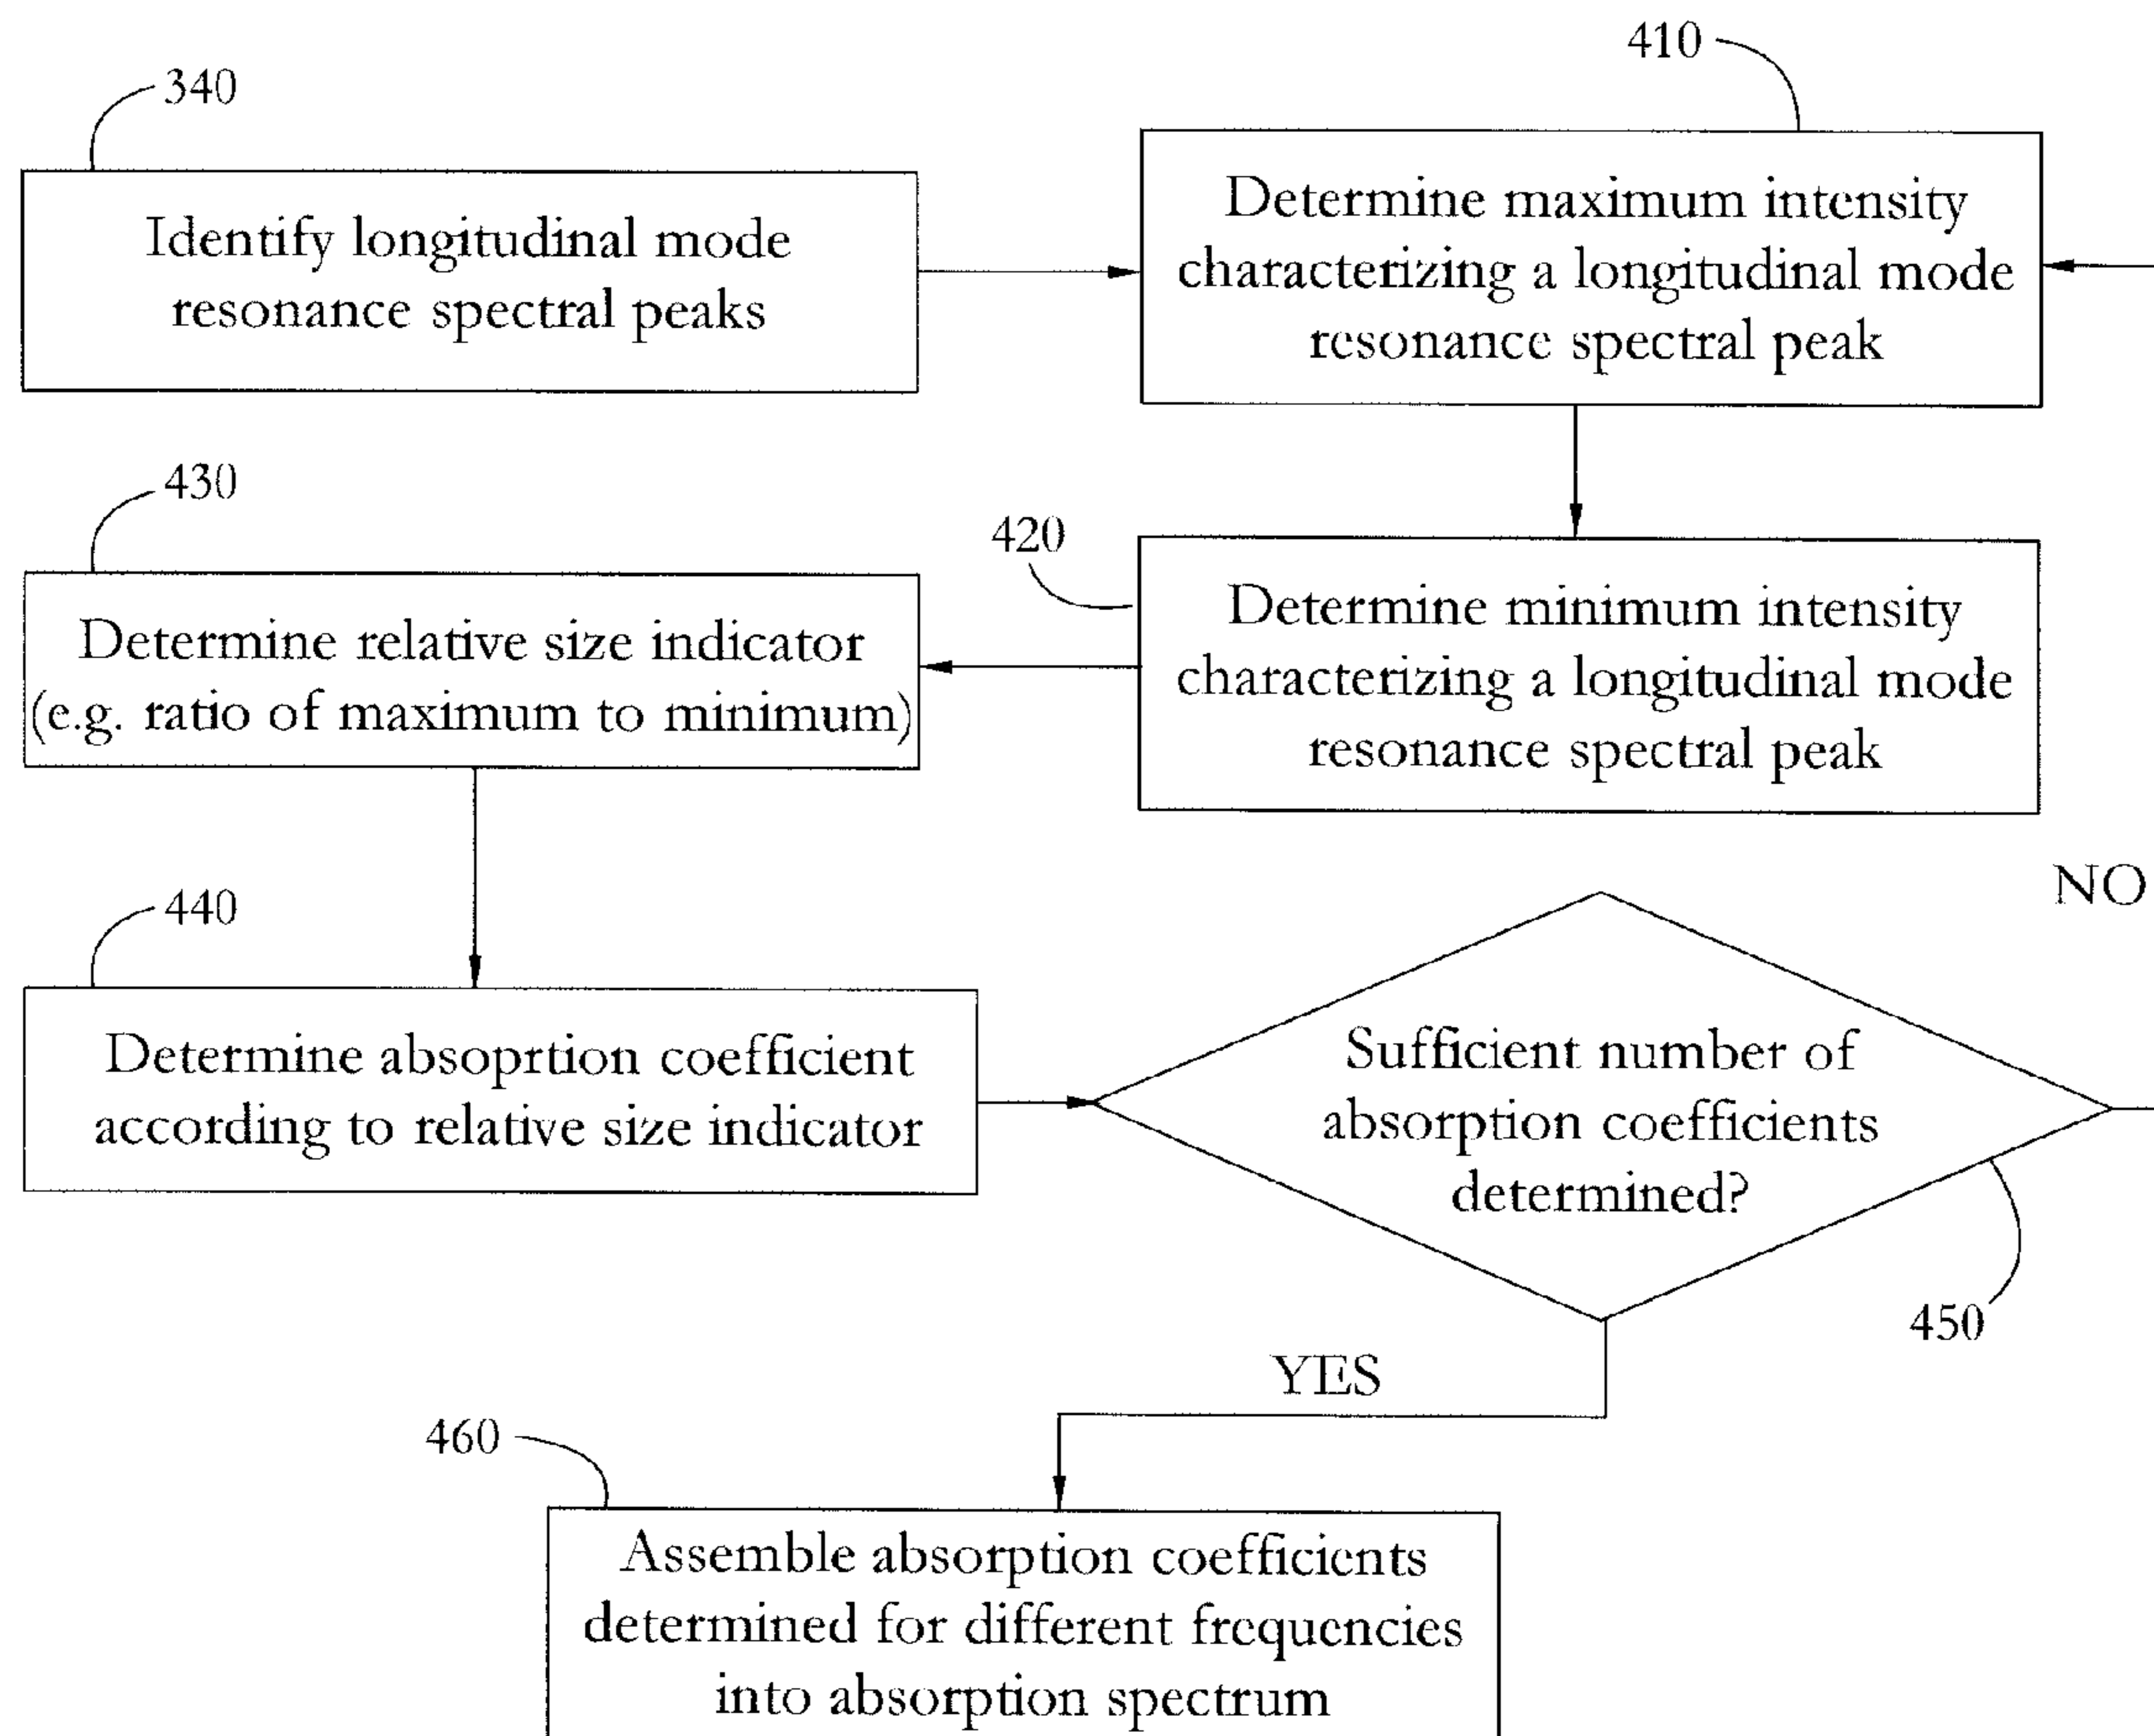 340
Identify longitudinal mode
resonance spectral peaks
410
Determine maximum intensity
characterizing a longitudinal mode
resonance spectral peak
420
Determine minimum intensity
characterizing a longitudinal mode
resonance spectral peak
430
Determine relative size indicator
(e.g. ratio of maximum to minimum)
440
Determine absoprtion coefficient
according to relative size indicator
Sufficient number of
absorption coefficients
determined?
450
NO
YES
460
Assemble absorption coefficients
determined for different frequencies
into absorption spectrum